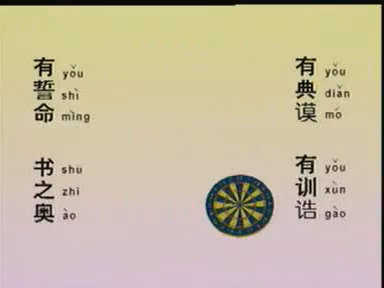 有典谟
yǒu diǎn mó
有训诰
yǒu xùn gào
有誓命
yǒu shì mìng
书之奥
shu zhi ào